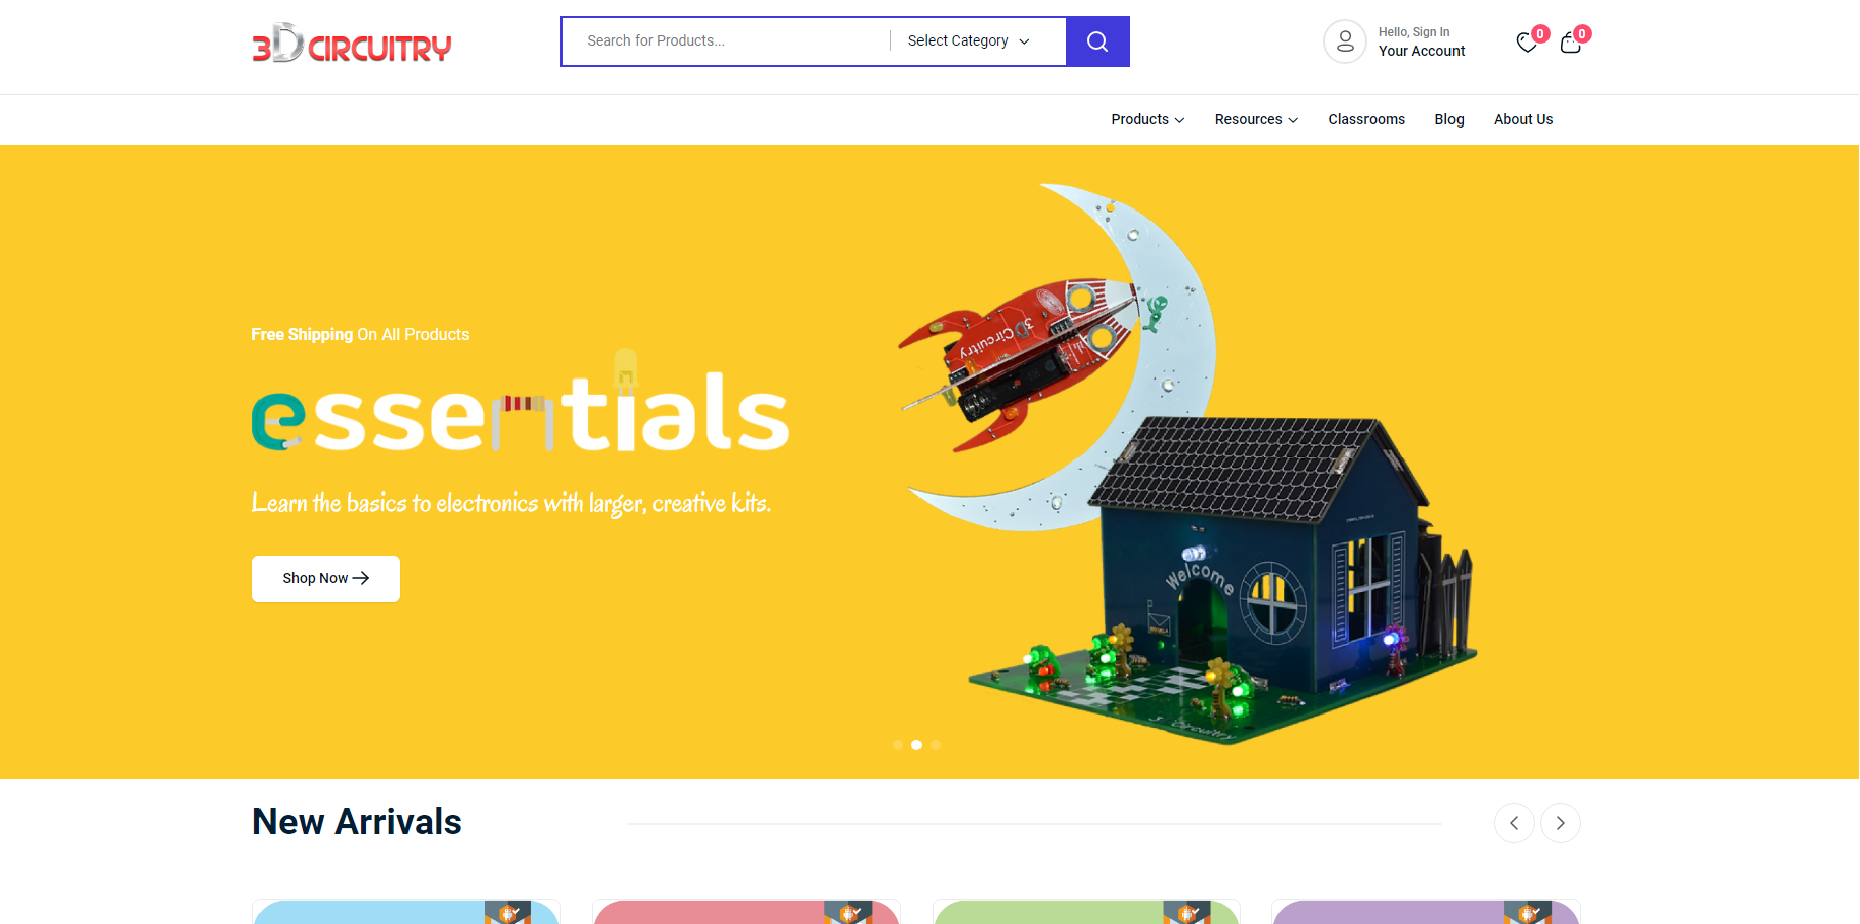 3D CIRCUITRY
Search for Products...
Select Category
Hello, Sign In
Your Account
0
0
Products
Resources
Classrooms
Blog
About Us
Free Shipping On All Products
essentials
Learn the basics to electronics with larger, creative kits.
Shop Now
3D Circuitry
Welcome
3 Circuitry
New Arrivals